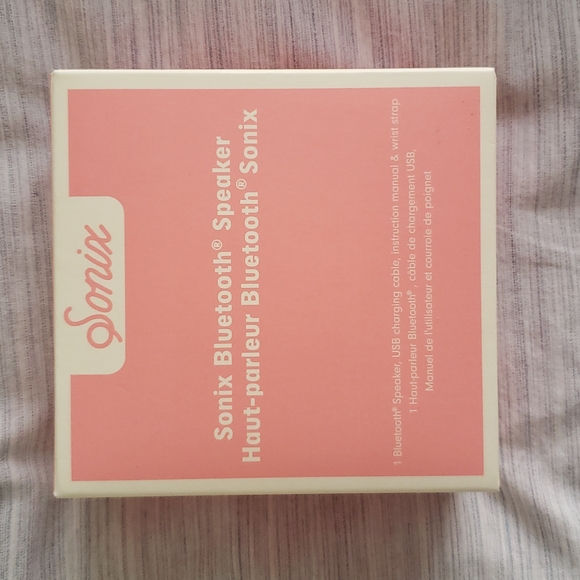 Sonix
Sonix Bluetooth® Speaker
Haut-parleur Bluetooth® Sonix
1 Bluetooth® Speaker, USB charging cable, instruction manual & wrist strap
1 Haut-parleur Bluetooth®, câble de chargement USB,
Manuel de l'utilisateur et courroie de poignet